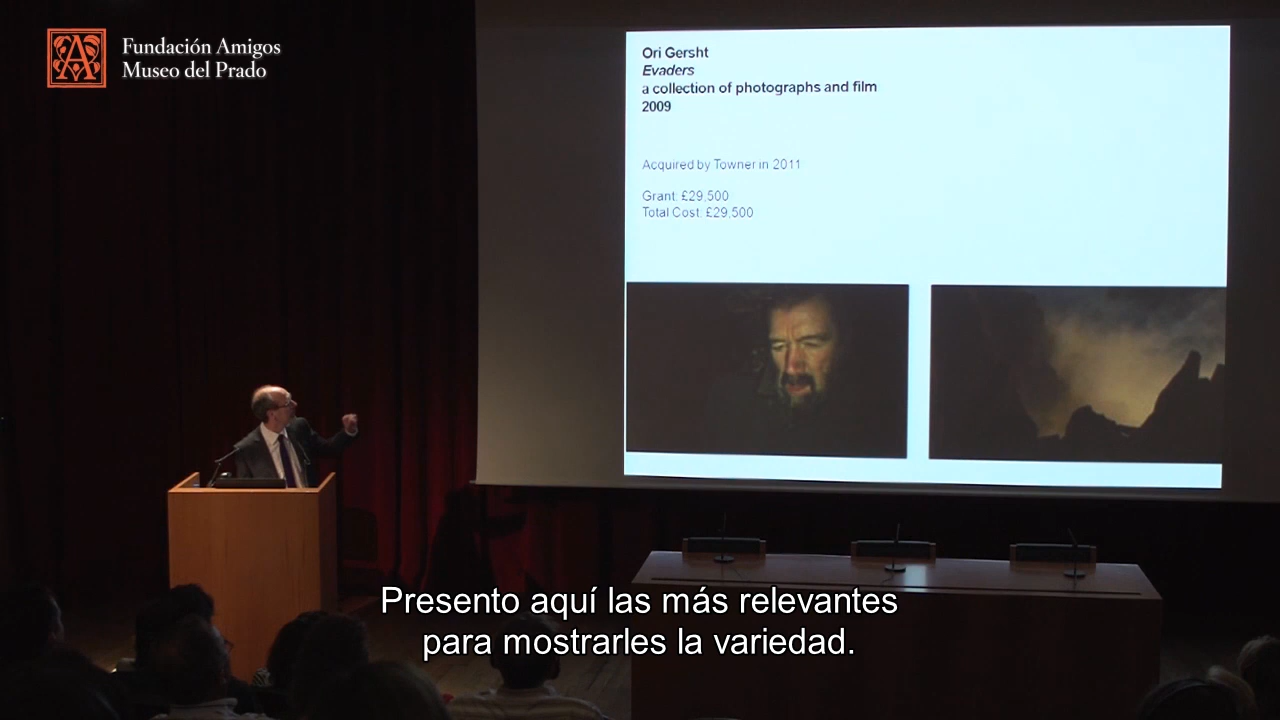 Fundación Amigos
Museo del Prado
Ori Gersht
Evaders
a collection of photographs and film
2009
Acquired by Towner in 2011
Grant: £29,500
Total Cost: £29,500
Presento aquí las más relevantes
para mostrarles la variedad.